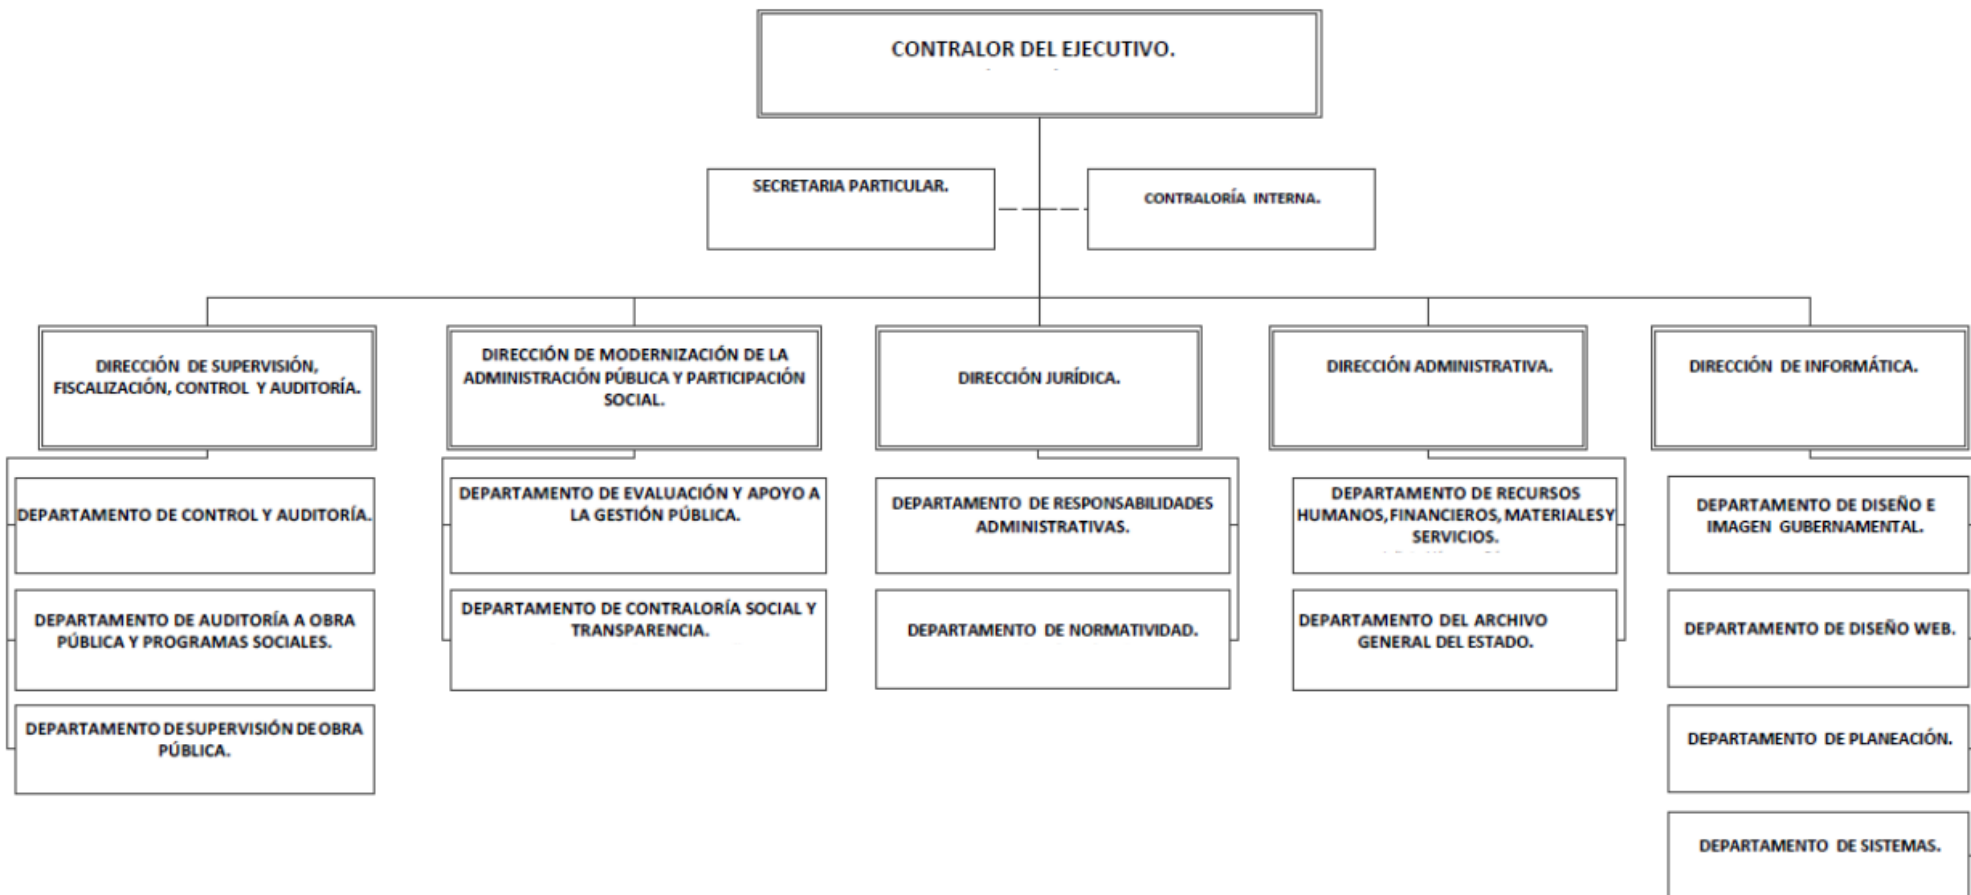 CONTRALOR DEL EJECUTIVO.
SECRETARIA PARTICULAR.
CONTRALORÍA INTERNA.
DIRECCIÓN DE SUPERVISIÓN,
FISCALIZACIÓN, CONTROL Y AUDITORÍA.
DIRECCIÓN DE MODERNIZACIÓN DE LA
ADMINISTRACIÓN PÚBLICA Y PARTICIPACIÓN
SOCIAL.
DIRECCIÓN JURÍDICA.
DIRECCIÓN ADMINISTRATIVA.
DIRECCIÓN DE INFORMÁTICA.
DEPARTAMENTO DE CONTROL Y AUDITORÍA.
DEPARTAMENTO DE EVALUACIÓN Y APOYO A
LA GESTIÓN PÚBLICA.
DEPARTAMENTO DE RESPONSABILIDADES
ADMINISTRATIVAS.
DEPARTAMENTO DE RECURSOS
HUMANOS, FINANCIEROS, MATERIALES Y
SERVICIOS.
DEPARTAMENTO DE DISEÑO E
IMAGEN GUBERNAMENTAL.
DEPARTAMENTO DE AUDITORÍA A OBRA
PÚBLICA Y PROGRAMAS SOCIALES.
DEPARTAMENTO DE CONTRALORÍA SOCIAL Y
TRANSPARENCIA.
DEPARTAMENTO DE NORMATIVIDAD.
DEPARTAMENTO DEL ARCHIVO
GENERAL DEL ESTADO.
DEPARTAMENTO DE DISEÑO WEB.
DEPARTAMENTO DE SUPERVISIÓN DE OBRA
PÚBLICA.
DEPARTAMENTO DE PLANEACIÓN.
DEPARTAMENTO DE SISTEMAS.